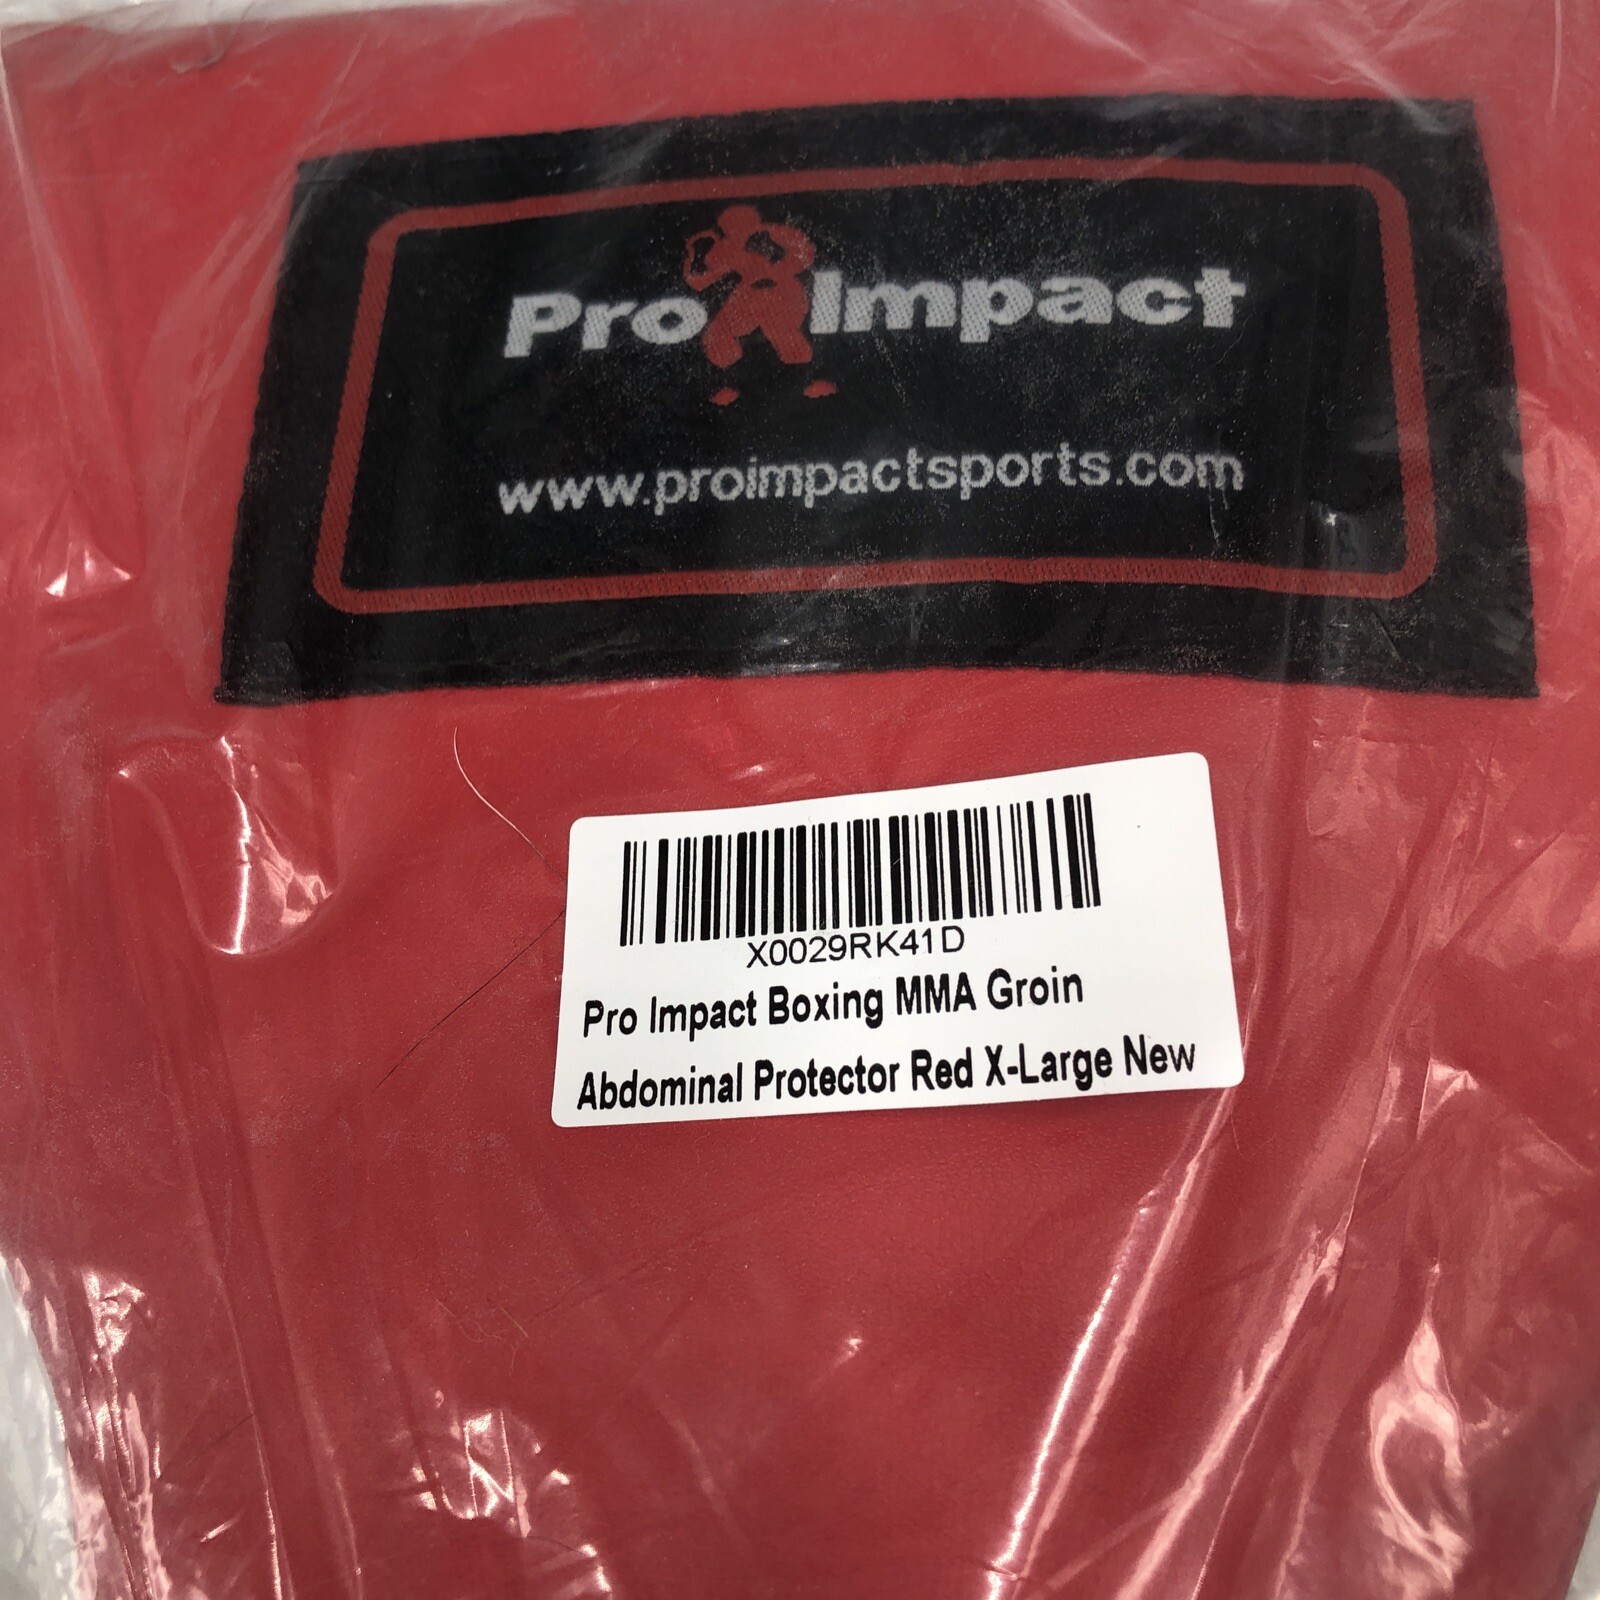 Pro Impact
www.proimpactsports.com
X0029RK41D
Pro Impact Boxing MMA Groin
Abdominal Protector Red X-Large New